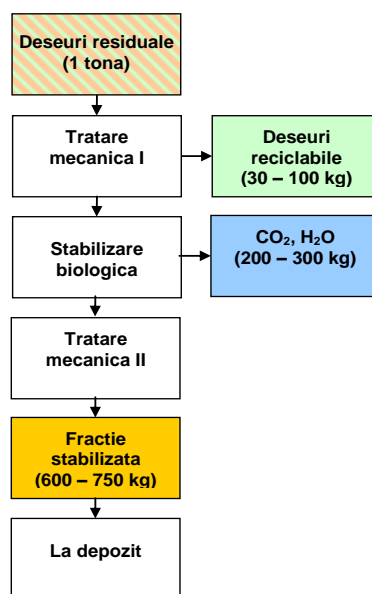 Deseuri residuale
(1 tona)
Tratare
mecanica I
Deseuri
reciclabile
(30 – 100 kg)
Stabilizare
biologica
CO₂, H₂O
(200 – 300 kg)
Tratare
mecanica II
Fractie
stabilizata
(600 – 750 kg)
La depozit